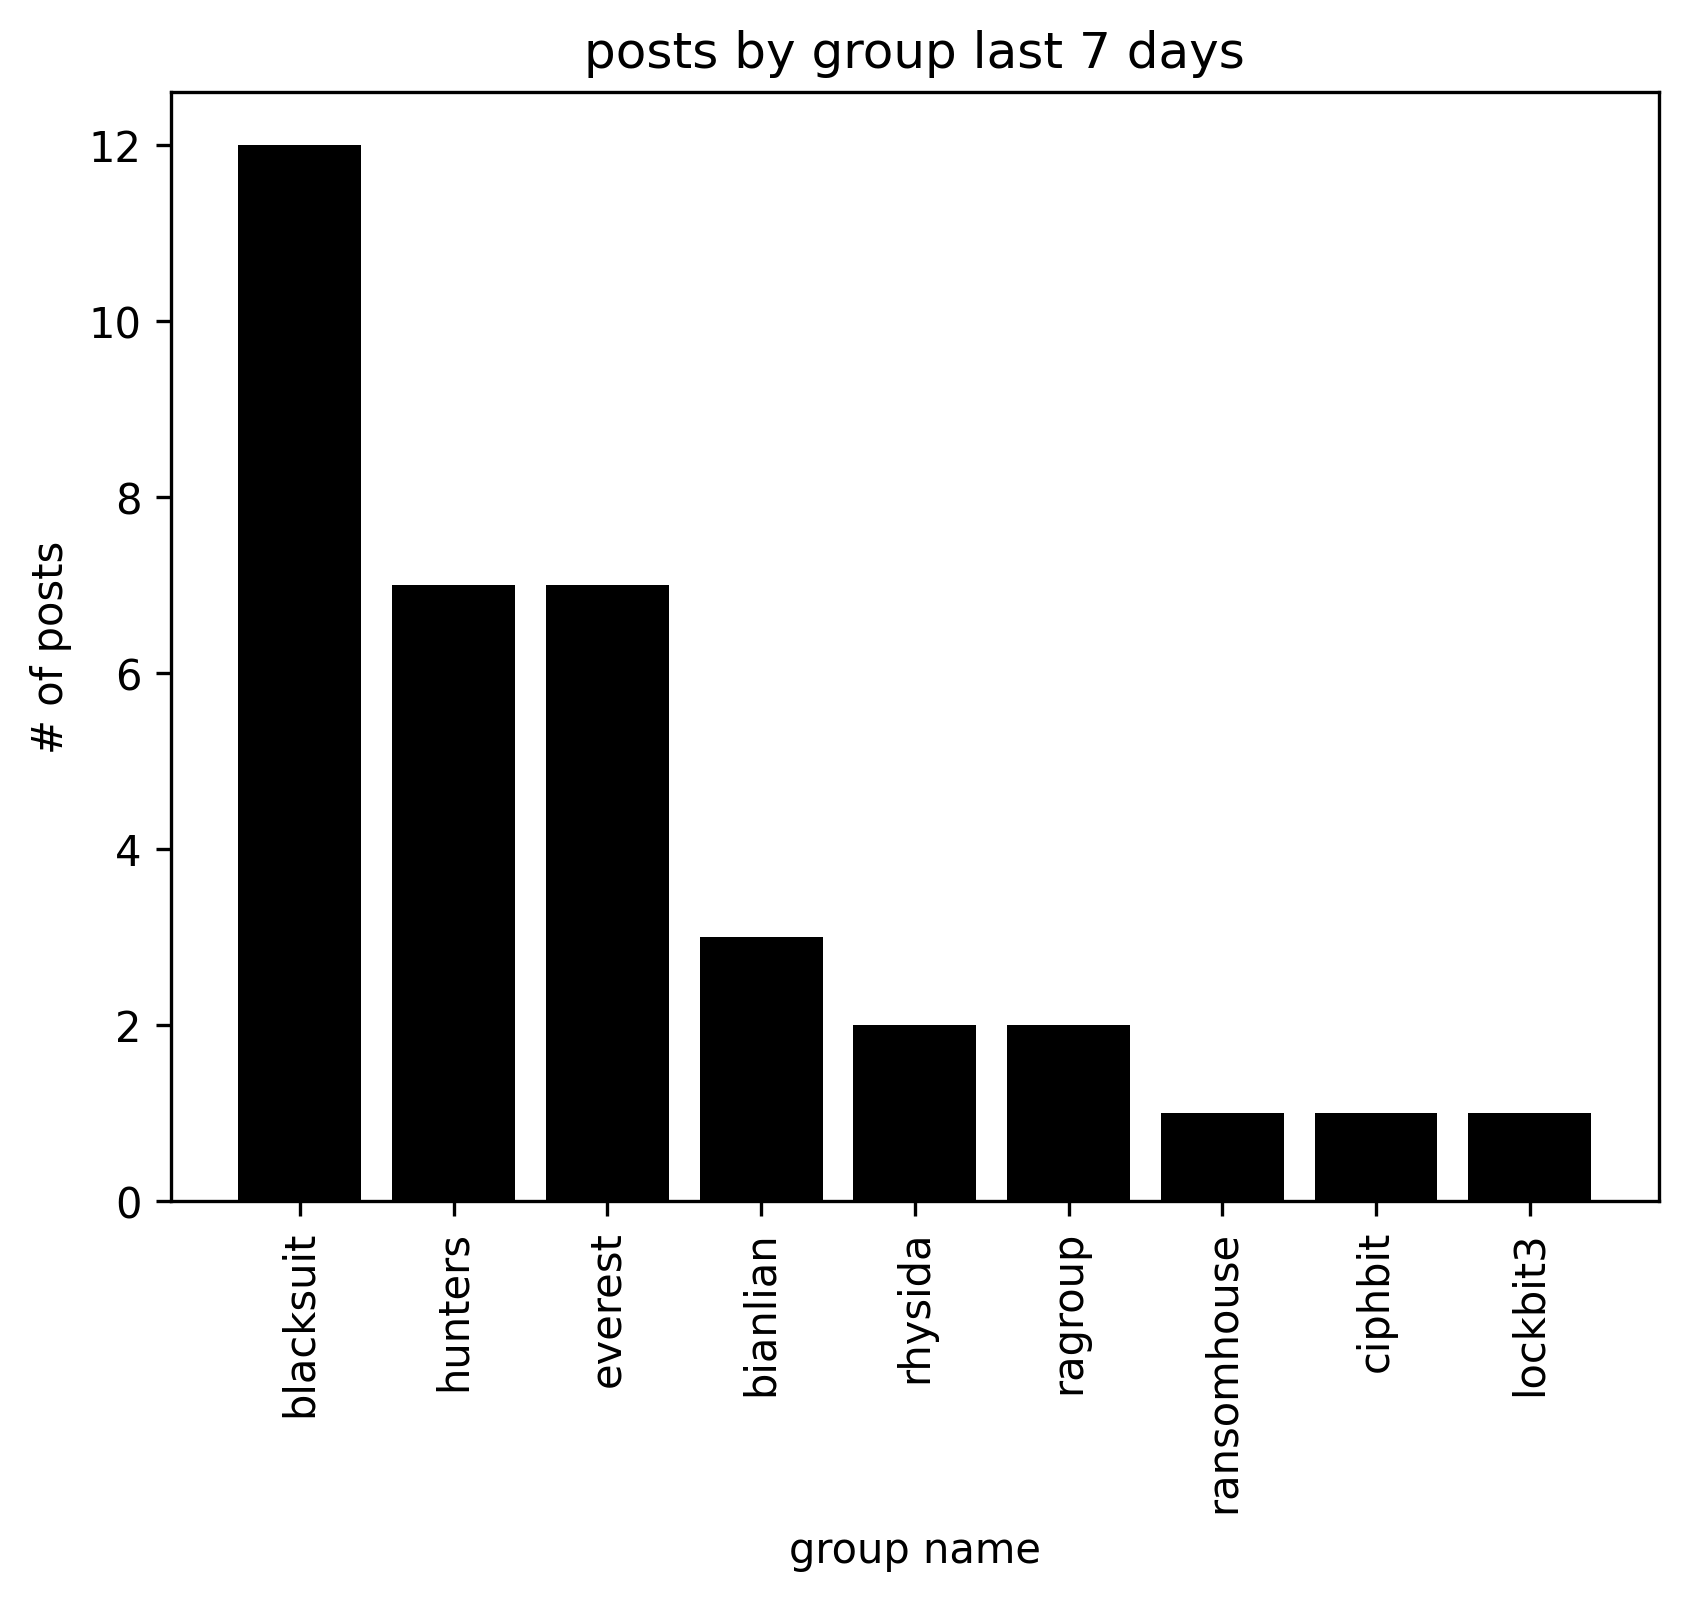 posts by group last 7 days
12
10
8
6
4
2
0
# of posts
blacksuit
hunters
everest
bianlian
rhysida
ragroup
ransomhouse
ciphbit
lockbit3
group name